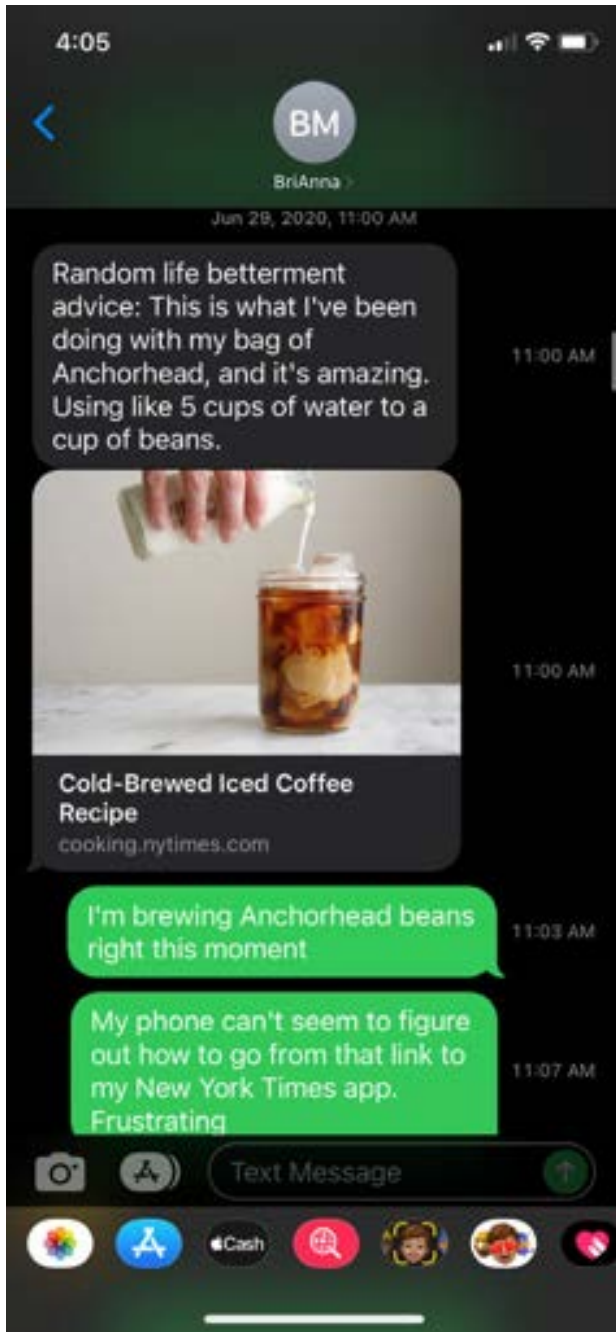 4:05
BM
BriAnna
Jun 29, 2020, 11:00 AM
Random life betterment
advice: This is what I've been
doing with my bag of
Anchorhead, and it's amazing.
Using like 5 cups of water to a
cup of beans.
11:00 AM
11:00 AM
Cold-Brewed Iced Coffee
Recipe
cooking.nytimes.com
I'm brewing Anchorhead beans
right this moment
11:03 AM
My phone can't seem to figure
out how to go from that link to
my New York Times app.
Frustrating
11:07 AM
Text Message
Cash